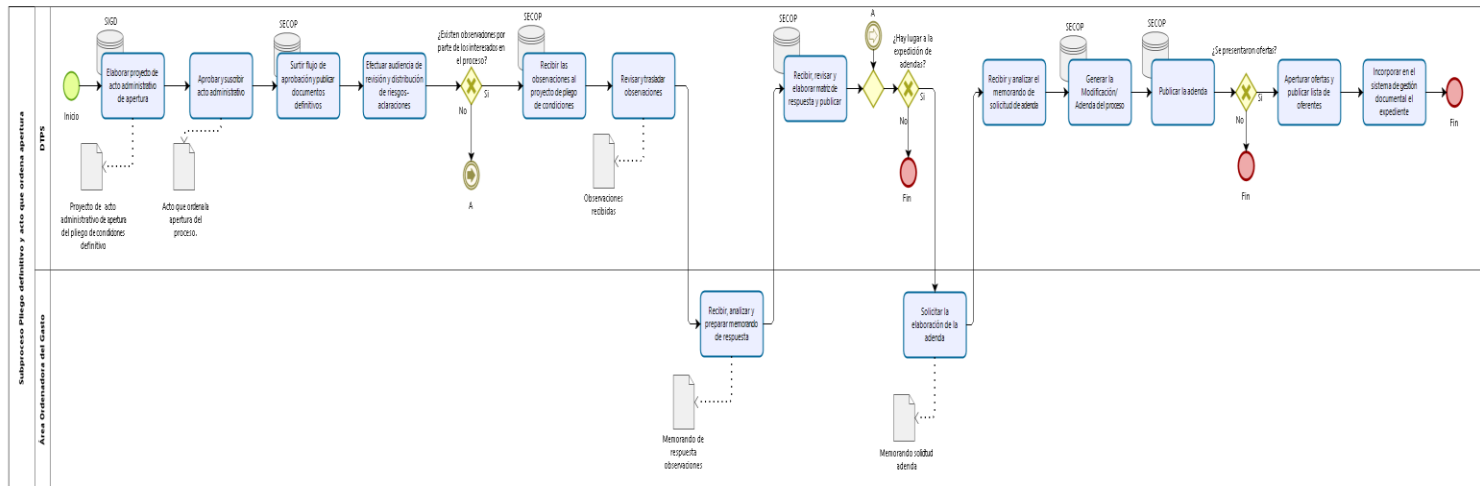 Subproceso Pliego definitivo y acto que ordena apertura
DTPS
Área Ordenadora del Gasto
Inicio
SIGD
Elaborar proyecto de
acto administrativo
de apertura
Proyecto de acto
administrativo de apertura
del pliego de condiciones
definitivo
Aprobar y suscribir
acto administrativo
Acto que ordena la
apertura del
proceso.
SECOP
Surtir flujo de
aprobación y publicar
documentos
definitivos
Efectuar audiencia de
revisión y distribución
de riesgos-
aclaraciones
¿Existen observaciones por
parte de los interesados en
el proceso?
Si
No
A
SECOP
Recibir las
observaciones al
proyecto de pliego
de condiciones
Revisar y trasladar
observaciones
Observaciones
recibidas
Recibir, analizar y
preparar memorando
de respuesta
Memorando de
respuesta
observaciones
SECOP
Recibir, revisar y
elaborar matriz de
respuesta y publicar
A
¿Hay lugar a la
expedición de
adendas?
Si
No
Fin
Solicitar la
elaboración de la
adenda
Memorando solicitud
adenda
Recibir y analizar el
memorando de
solicitud de adenda
SECOP
Generar la
Modificación/
Adenda del proceso
SECOP
Publicar la adenda
¿Se presentaron ofertas?
Si
No
Fin
Aperturar ofertas y
publicar lista de
oferentes
Incorporar en el
sistema de gestión
documental el
expediente
Fin